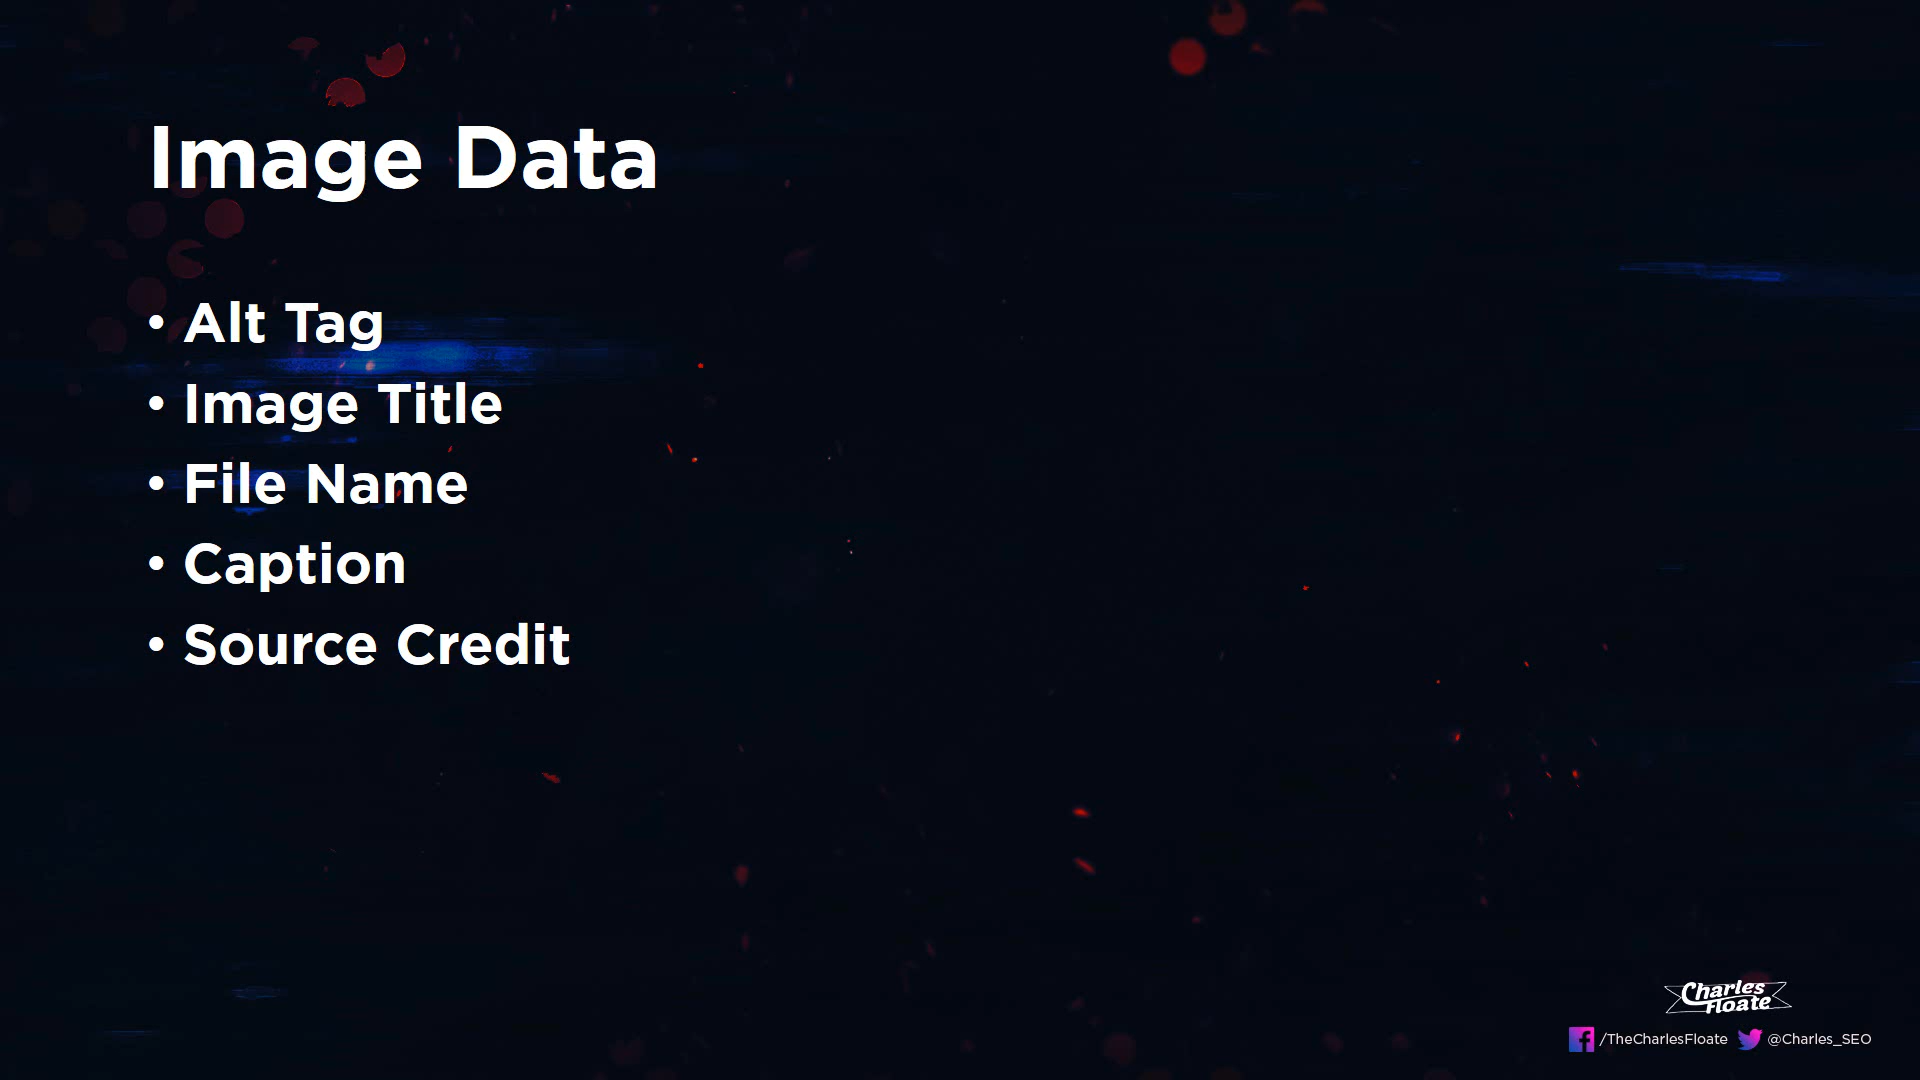 Image Data
• Alt Tag
• Image Title
• File Name
• Caption
• Source Credit
Charles
Floate
/TheCharlesFloate @Charles_SEO